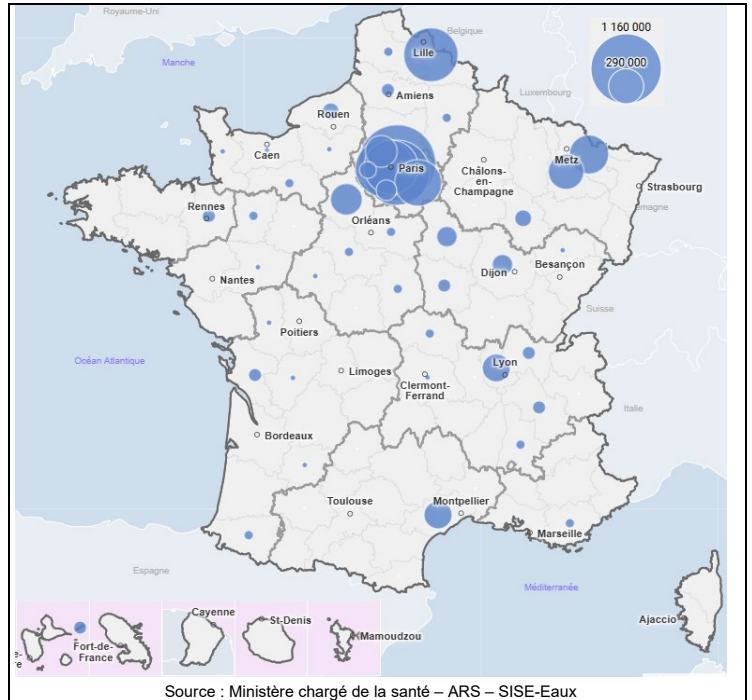 Royaume-Uni
Belgique
1 160 000
Lille
Manche
290 000
Luxembourg
Amiens
Rouen
Caen
Paris
Metz
Châlons-
en-
Champagne
Strasbourg
Rennes
Orléans
Dijon
Besançon
Nantes
Suisse
Poitiers
Océan Atlantique
Lyon
Limoges
Clermont-
Ferrand
Italie
Bordeaux
Toulouse
Montpellier
Marseille
Espagne
Méditerranée
Cayenne
St-Denis
Mamoudzou
Ajaccio
Fort-de-
France
Source : Ministère chargé de la santé – ARS – SISE-Eaux